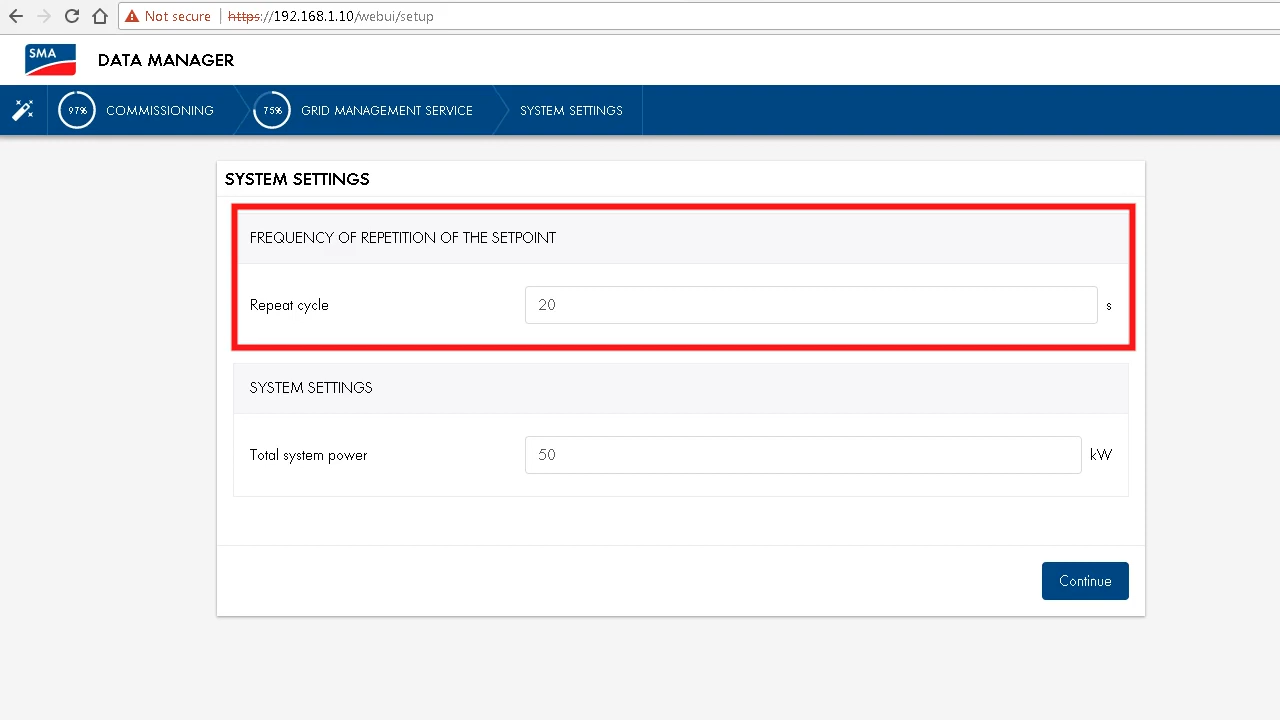 Not secure | https://192.168.1.10/webui/setup
SMA
DATA MANAGER
97% COMMISSIONING 75% GRID MANAGEMENT SERVICE SYSTEM SETTINGS
SYSTEM SETTINGS
FREQUENCY OF REPETITION OF THE SETPOINT
Repeat cycle 20 s
SYSTEM SETTINGS
Total system power 50 kW
Continue